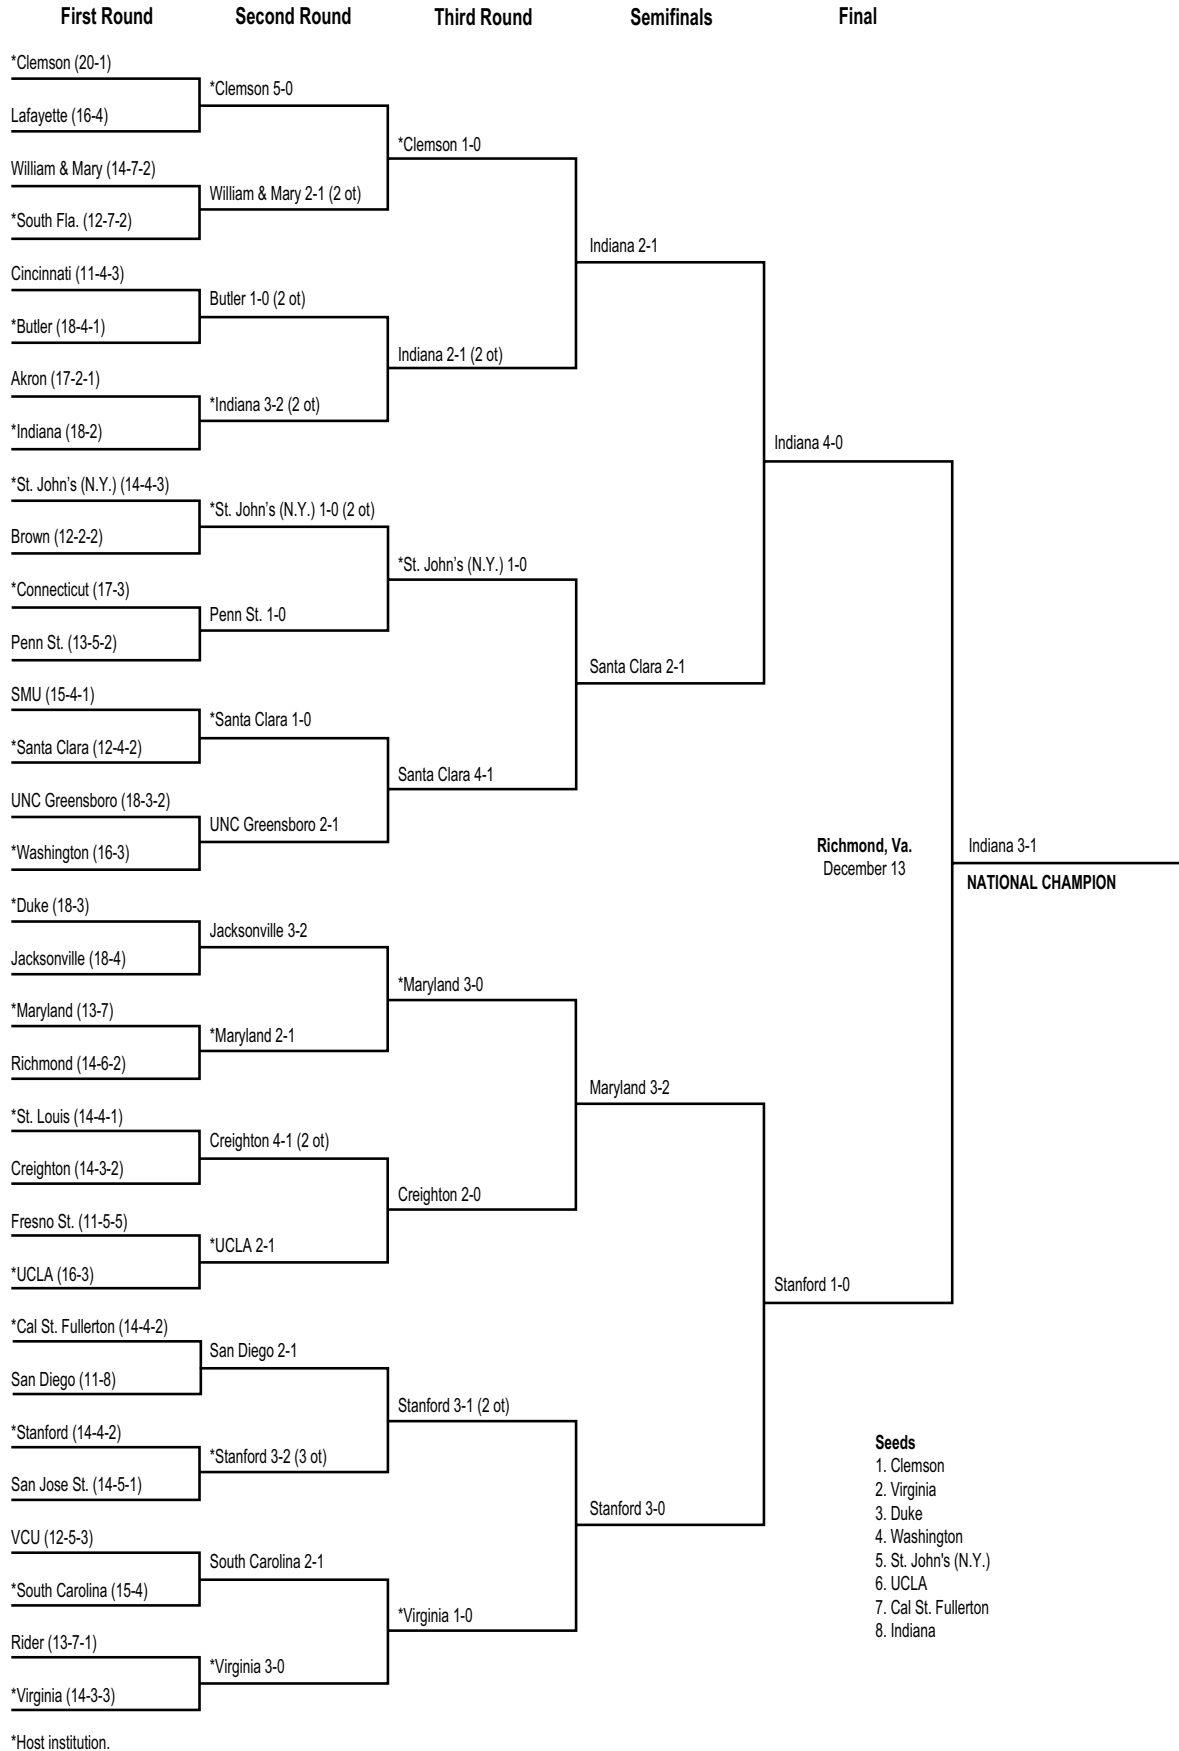 First Round
Second Round
Third Round
Semifinals
Final
*Clemson (20-1)
Lafayette (16-4)
William & Mary (14-7-2)
*South Fla. (12-7-2)
Cincinnati (11-4-3)
*Butler (18-4-1)
Akron (17-2-1)
*Indiana (18-2)
*St. John's (N.Y.) (14-4-3)
Brown (12-2-2)
*Connecticut (17-3)
Penn St. (13-5-2)
SMU (15-4-1)
*Santa Clara (12-4-2)
UNC Greensboro (18-3-2)
*Washington (16-3)
*Duke (18-3)
Jacksonville (18-4)
*Maryland (13-7)
Richmond (14-6-2)
*St. Louis (14-4-1)
Creighton (14-3-2)
Fresno St. (11-5-5)
*UCLA (16-3)
*Cal St. Fullerton (14-4-2)
San Diego (11-8)
*Stanford (14-4-2)
San Jose St. (14-5-1)
VCU (12-5-3)
*South Carolina (15-4)
Rider (13-7-1)
*Virginia (14-3-3)
*Clemson 5-0
William & Mary 2-1 (2 ot)
Butler 1-0 (2 ot)
*Indiana 3-2 (2 ot)
*St. John's (N.Y.) 1-0 (2 ot)
Penn St. 1-0
*Santa Clara 1-0
UNC Greensboro 2-1
Jacksonville 3-2
*Maryland 2-1
Creighton 4-1 (2 ot)
*UCLA 2-1
San Diego 2-1
*Stanford 3-2 (3 ot)
South Carolina 2-1
*Virginia 3-0
*Clemson 1-0
Indiana 2-1 (2 ot)
*St. John's (N.Y.) 1-0
Santa Clara 4-1
*Maryland 3-0
Creighton 2-0
Stanford 3-1 (2 ot)
*Virginia 1-0
Indiana 2-1
Santa Clara 2-1
Maryland 3-2
Stanford 3-0
Indiana 4-0
Stanford 1-0
Richmond, Va.
December 13
Indiana 3-1
NATIONAL CHAMPION
Seeds
1. Clemson
2. Virginia
3. Duke
4. Washington
5. St. John's (N.Y.)
6. UCLA
7. Cal St. Fullerton
8. Indiana
*Host institution.